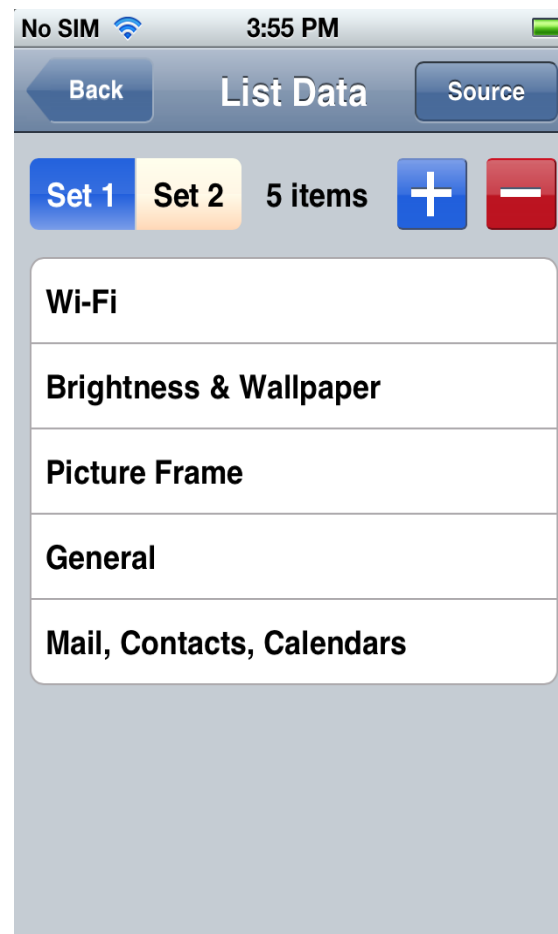 No SIM 3:55 PM
Back List Data Source
Set 1 Set 2 5 items + −
Wi-Fi
Brightness & Wallpaper
Picture Frame
General
Mail, Contacts, Calendars